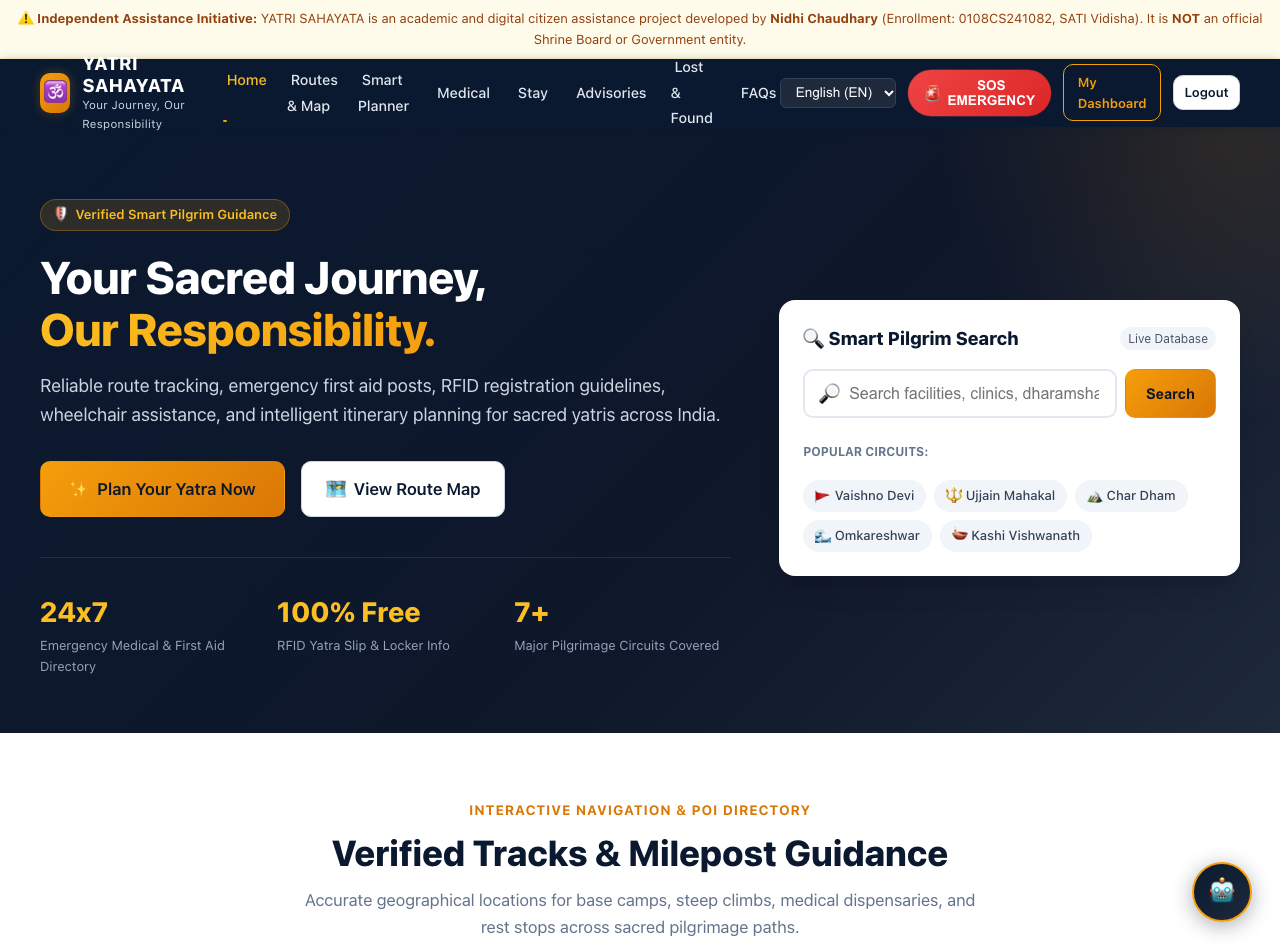 ⚠️ Independent Assistance Initiative: YATRI SAHAYATA is an academic and digital citizen assistance project developed by Nidhi Chaudhary (Enrollment: 0108CS241082, SATI Vidisha). It is NOT an official
Shrine Board or Government entity.
🕉️
YATRI
SAHAYATA
Your Journey, Our
Responsibility
Home
Routes
& Map
Smart
Planner
Medical
Stay
Advisories
Lost
&
Found
FAQs
English (EN)
🚨 SOS
EMERGENCY
My
Dashboard
Logout
🛡️ Verified Smart Pilgrim Guidance
Your Sacred Journey,
Our Responsibility.
Reliable route tracking, emergency first aid posts, RFID registration guidelines,
wheelchair assistance, and intelligent itinerary planning for sacred yatris across India.
✨ Plan Your Yatra Now
🗺️ View Route Map
24x7
Emergency Medical & First Aid
Directory
100% Free
RFID Yatra Slip & Locker Info
7+
Major Pilgrimage Circuits Covered
🔍 Smart Pilgrim Search
Live Database
🔎 Search facilities, clinics, dharamsha
Search
POPULAR CIRCUITS:
🚩 Vaishno Devi
🔱 Ujjain Mahakal
⛰️ Char Dham
🌊 Omkareshwar
🛶 Kashi Vishwanath
INTERACTIVE NAVIGATION & POI DIRECTORY
Verified Tracks & Milepost Guidance
Accurate geographical locations for base camps, steep climbs, medical dispensaries, and
rest stops across sacred pilgrimage paths.